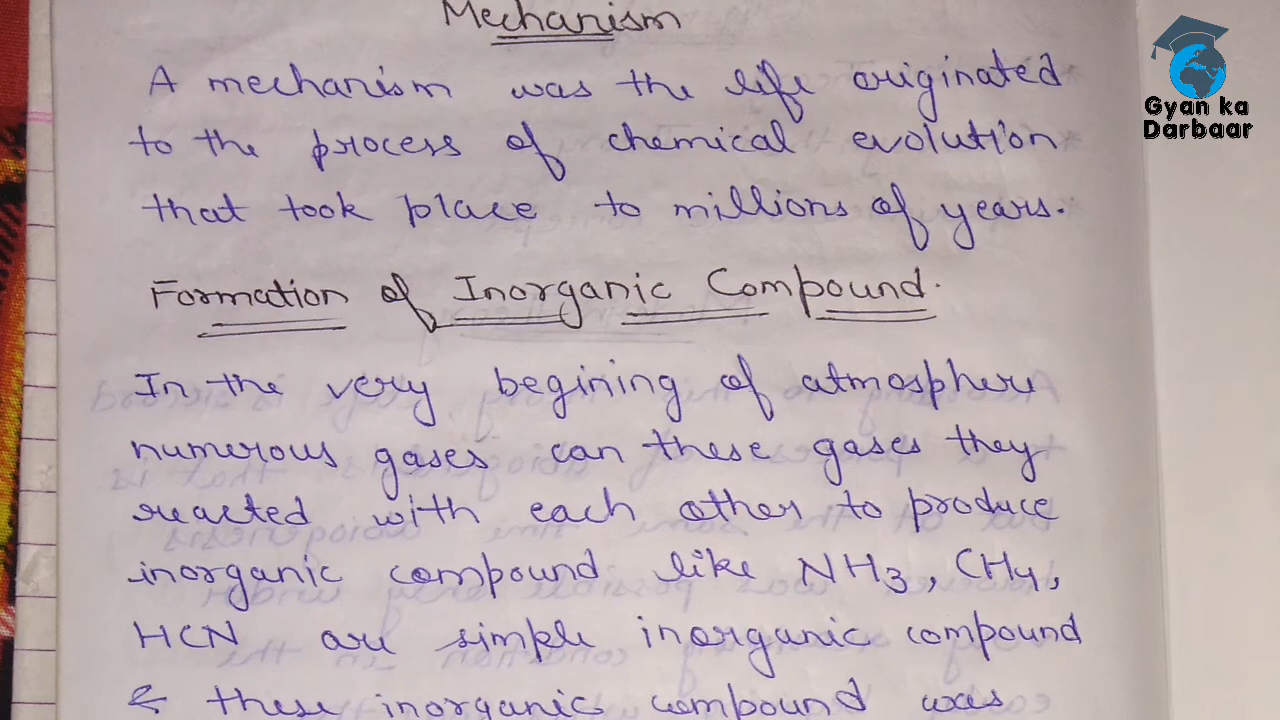 Mechanism
A mechanism was the life originated
to the process of chemical evolution
that took place to millions of years.
Formation of Inorganic Compound.
In the very begining of atmosphere
numerous gases can these gases they
reacted with each other to produce
inorganic compound like NH3, CH4,
HCN are simple inorganic compound
& these inorganic compound was
Gyan ka
Darbaar